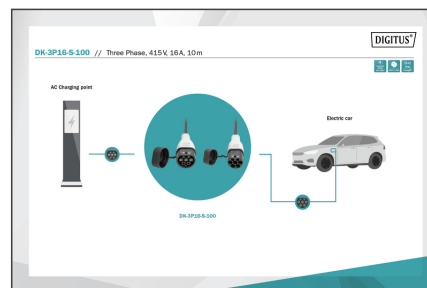 DIGITUS®
DK-3P16-S-100 // Three Phase, 415 V, 16 A, 10 m
AC Charging point
Electric car
DK-3P16-S-100